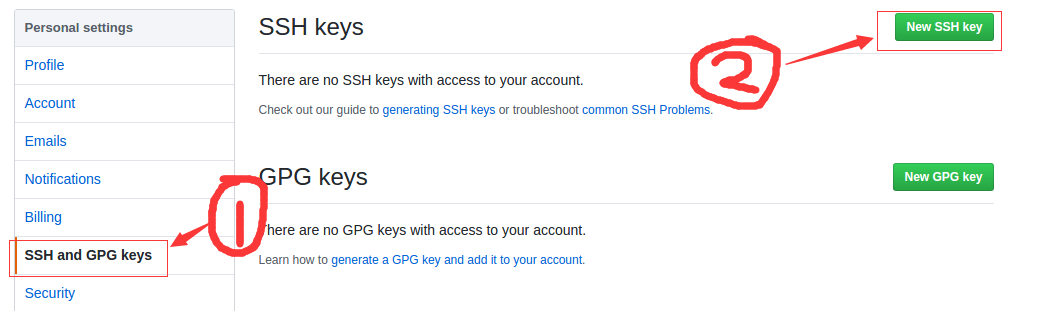 Personal settings
Profile
Account
Emails
Notifications
Billing
SSH and GPG keys
Security
SSH keys
New SSH key
There are no SSH keys with access to your account.
Check out our guide to generating SSH keys or troubleshoot common SSH Problems.
2
GPG keys
New GPG key
1
There are no GPG keys with access to your account.
Learn how to generate a GPG key and add it to your account.